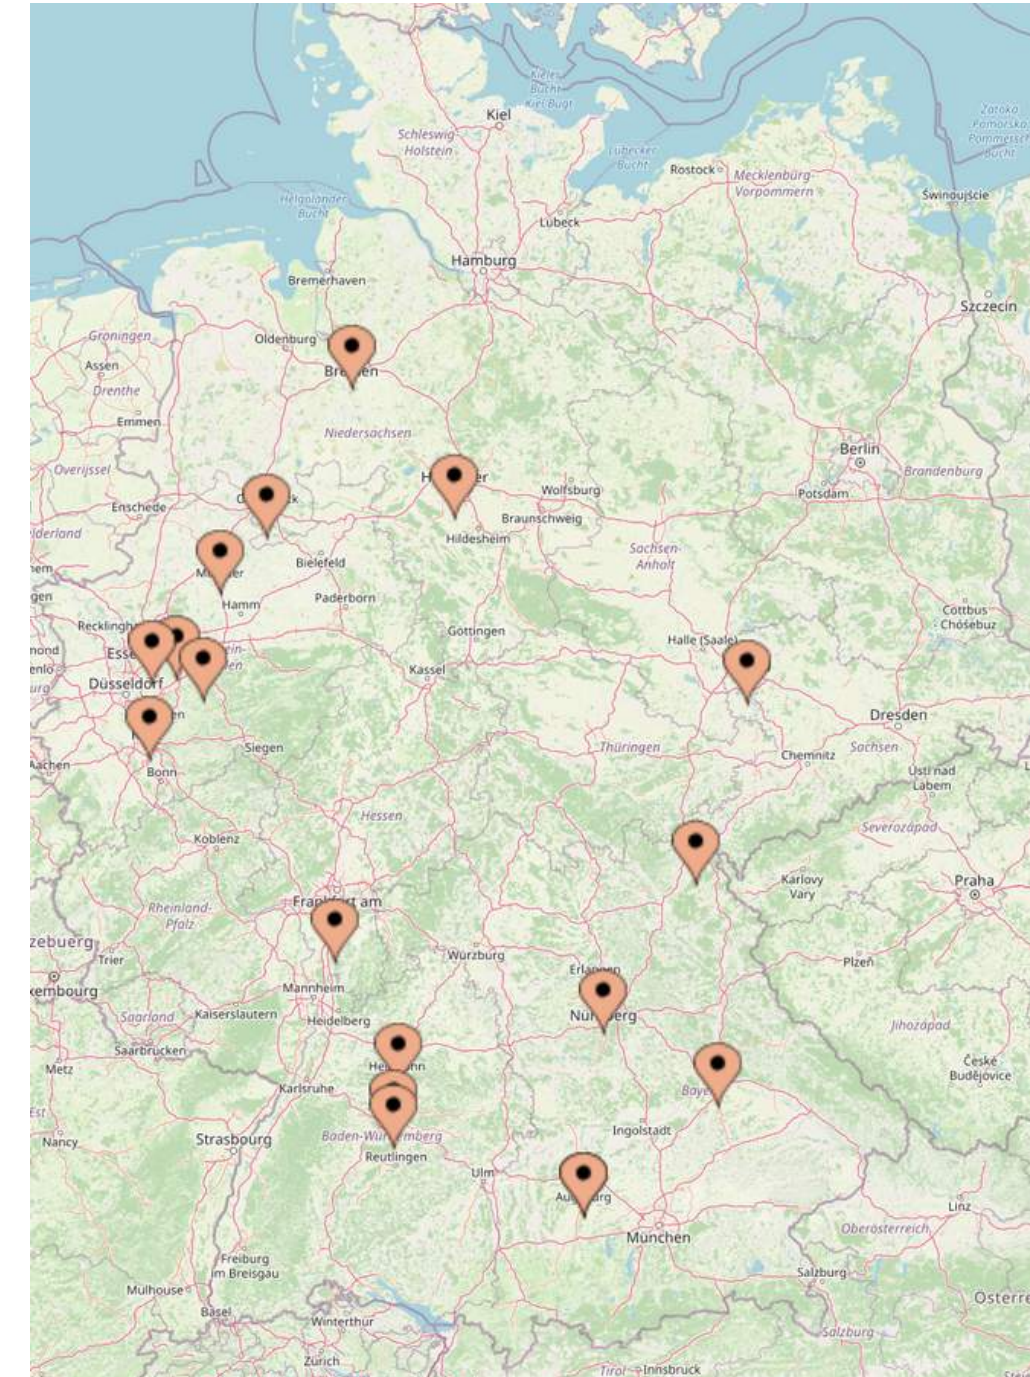 Kieler
Bucht
Kiel Bugt
Kiel
Schleswig-
Holstein
Lübecker
Bucht
Rostock
Mecklenburg-
Vorpommern
Zatoka
Pomorska
Pommersche
Bucht
Świnoujście
Helgoländer
Bucht
Lübeck
Hamburg
Bremerhaven
Szczecin
Groningen
Oldenburg
Assen
Drenthe
Emmen
Niedersachsen
Berlin
Overijssel
Brandenburg
Enschede
Wolfsburg
Potsdam
Braunschweig
Hildesheim
Sachsen-
Anhalt
Bielefeld
Hamm
Paderborn
Cottbus
- Chóśebuz
Göttingen
Halle (Saale)
Kassel
Düsseldorf
Dresden
Siegen
Thüringen
Chemnitz
Sachsen
Aachen
Bonn
Ústí nad
Labem
Hessen
Koblenz
Severozápad
Karlovy
Vary
Praha
Frankfurt am
Rheinland-
Pfalz
Würzburg
Plzeň
Trier
Erlangen
Mannheim
Saarland
Kaiserslautern
Heidelberg
Nürnberg
Jihozápad
Saarbrücken
Metz
České
Budějovice
Karlsruhe
Ingolstadt
Nancy
Strasbourg
Baden-Württemberg
Reutlingen
Ulm
Linz
München
Oberösterreich
Freiburg
im Breisgau
Salzburg
Mulhouse
Basel
Winterthur
Salzburg
Zürich
Tirol
Innsbruck